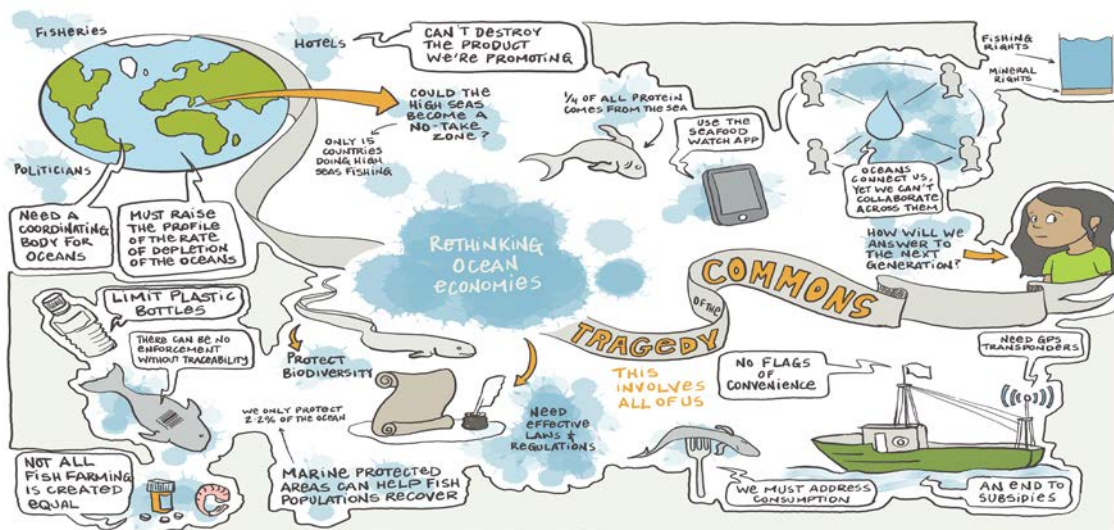 FISHERIES
HOTELS
CAN'T DESTROY
THE PRODUCT
WE'RE PROMOTING
COULD THE
HIGH SEAS
BECOME A
NO-TAKE
ZONE?
ONLY 15
COUNTRIES
DOING HIGH
SEAS FISHING
POLITICIANS
NEED A
COORDINATING
BODY FOR
OCEANS
MUST RAISE
THE PROFILE
OF THE RATE
OF DEPLETION
OF THE OCEANS
1/4 OF ALL PROTEIN
COMES FROM THE SEA
USE THE
SEAFOOD
WATCH APP
FISHING
RIGHTS
MINERAL
RIGHTS
OCEANS
CONNECT US,
YET WE CAN'T
COLLABORATE
ACROSS THEM
HOW WILL WE
ANSWER TO
THE NEXT
GENERATION?
RETHINKING
OCEAN
ECONOMIES
TRAGEDY
OF THE
COMMONS
THIS
INVOLVES
ALL OF US
LIMIT PLASTIC
BOTTLES
THERE CAN BE NO
ENFORCEMENT
WITHOUT TRACEABILITY
PROTECT
BIODIVERSITY
WE ONLY PROTECT
2.2% OF THE OCEAN
MARINE PROTECTED
AREAS CAN HELP FISH
POPULATIONS RECOVER
NOT ALL
FISH FARMING
IS CREATED
EQUAL
NEED
EFFECTIVE
LAWS &
REGULATIONS
NO FLAGS
OF
CONVENIENCE
NEED GPS
TRANSPONDERS
WE MUST ADDRESS
CONSUMPTION
AN END TO
SUBSIDIES